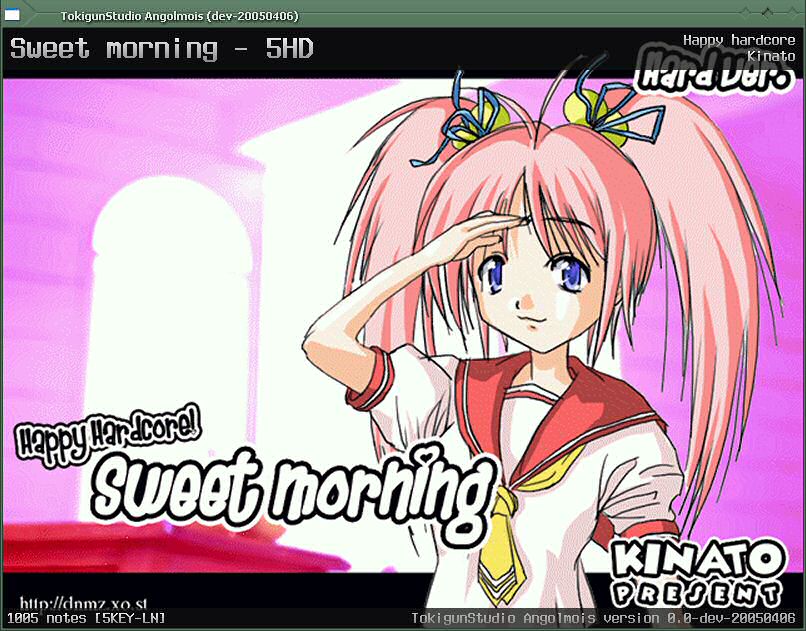 TokigunStudio Angolmois (dev-20050406)
Sweet morning - 5HD
Happy hardcore
Kinato
Hard Ver.
Happy Hardcore!
sweet morning
KINATO
PRESENT
http://dnmz.xo.st
1005 notes [5KEY-LN]
TokigunStudio Angolmois version 0.0-dev-20050406